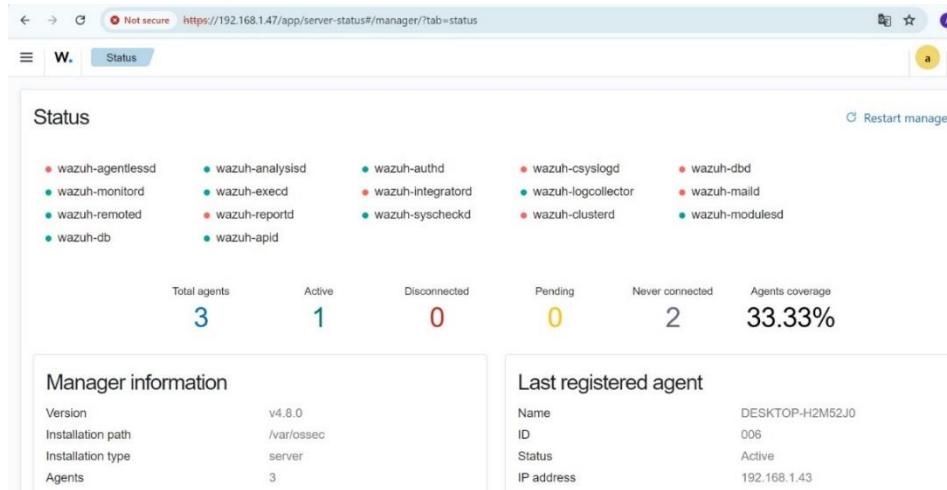 Not secure https://192.168.1.47/app/server-status#/manager/?tab=status
W. Status a
Status
Restart manage
wazuh-agentlessd wazuh-analysisd wazuh-authd wazuh-csyslogd wazuh-dbd
wazuh-monitord wazuh-execd wazuh-integratord wazuh-logcollector wazuh-maild
wazuh-remoted wazuh-reportd wazuh-syscheckd wazuh-clusterd wazuh-modulesd
wazuh-db wazuh-apid
Total agents Active Disconnected Pending Never connected Agents coverage
3 1 0 0 2 33.33%
Manager information
Version v4.8.0
Installation path /var/ossec
Installation type server
Agents 3
Last registered agent
Name DESKTOP-H2M52J0
ID 006
Status Active
IP address 192.168.1.43